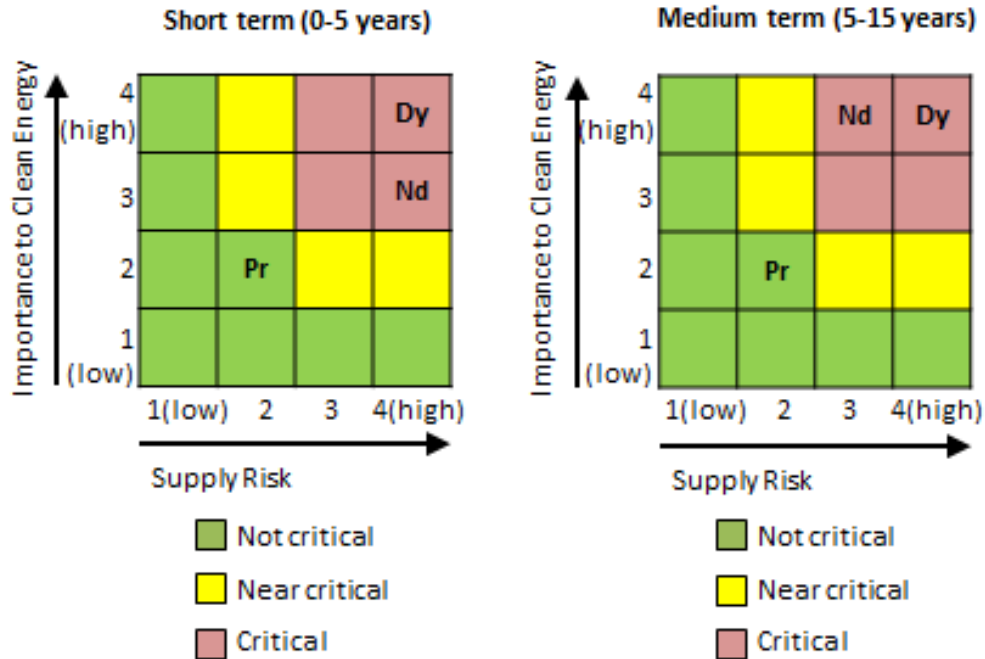 Short term (0-5 years)
Importance to Clean Energy
4
(high)
3
2
1
(low)
Dy
Nd
Pr
1(low) 2 3 4(high)
Supply Risk
Not critical
Near critical
Critical
Medium term (5-15 years)
Importance to Clean Energy
4
(high)
3
2
1
(low)
Nd Dy
Pr
1(low) 2 3 4(high)
Supply Risk
Not critical
Near critical
Critical